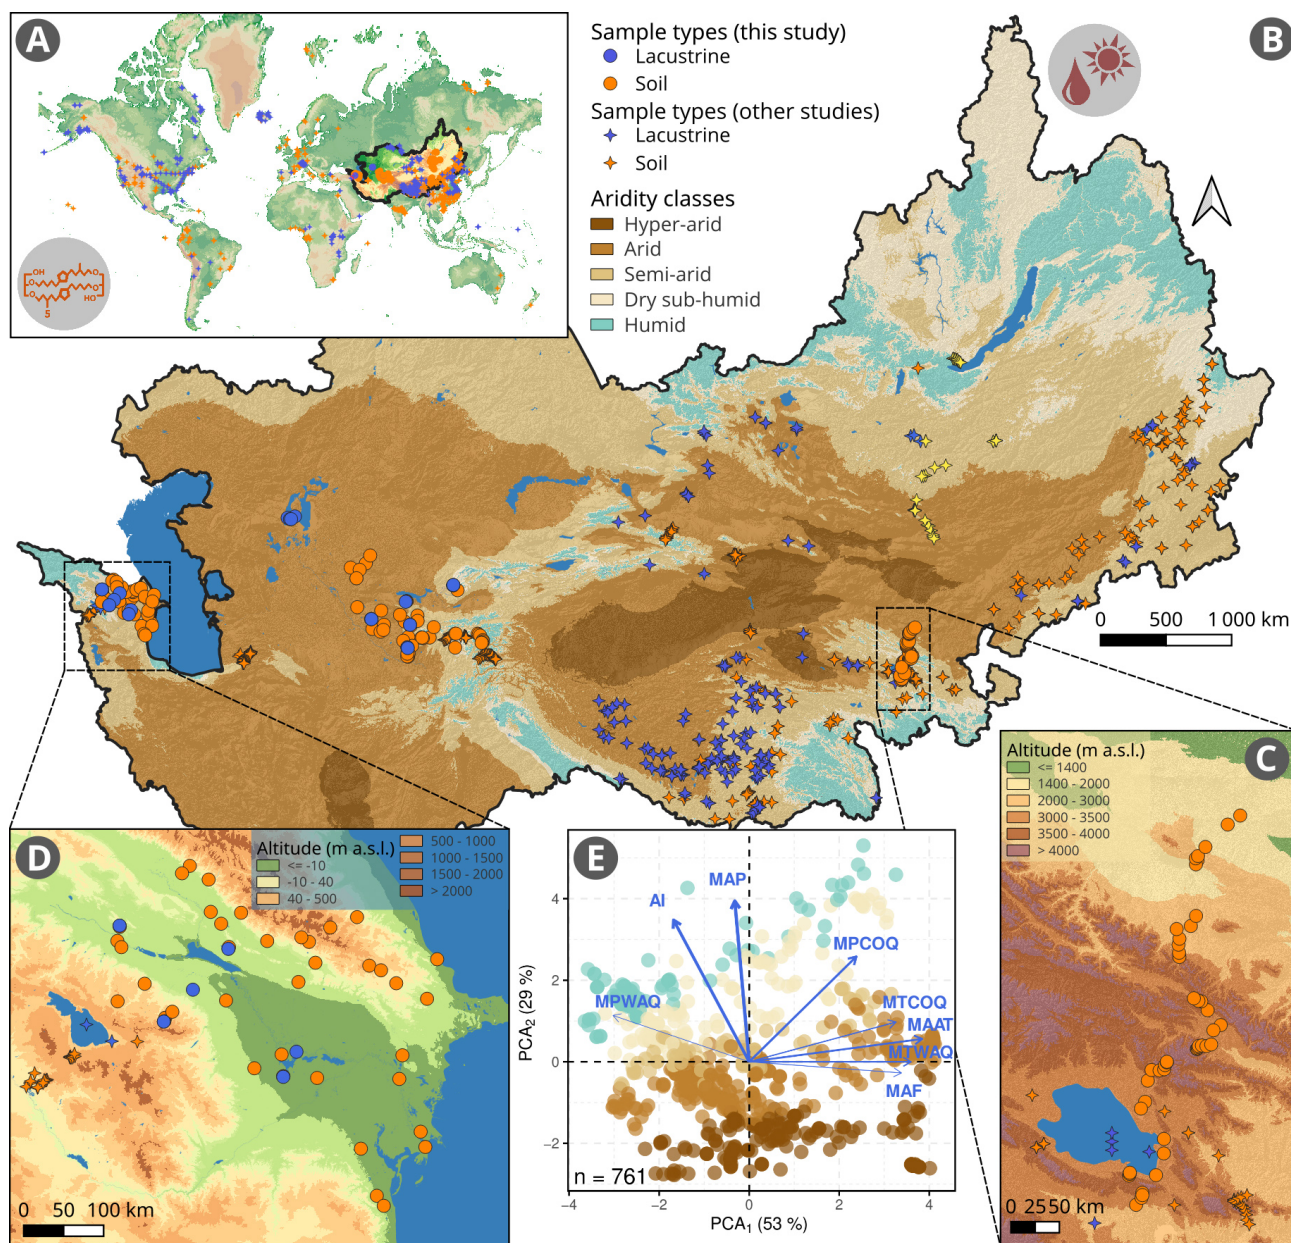 A
OH
O
O
O
O
HO
5
Sample types (this study)
Lacustrine
Soil
Sample types (other studies)
Lacustrine
Soil
Aridity classes
Hyper-arid
Arid
Semi-arid
Dry sub-humid
Humid
B
0 500 1 000 km
C
Altitude (m a.s.l.)
<= 1400
1400 - 2000
2000 - 3000
3000 - 3500
3500 - 4000
> 4000
0 2550 km
D
Altitude (m a.s.l.)
<= -10
-10 - 40
40 - 500
500 - 1000
1000 - 1500
1500 - 2000
> 2000
0 50 100 km
E
MAP
AI
MPCOQ
MPWAQ
MTCOQ
MAAT
MTWAQ
MAF
n = 761
PCA₂ (29 %)
4
2
0
−2
−4 −2 0 2 4
PCA₁ (53 %)